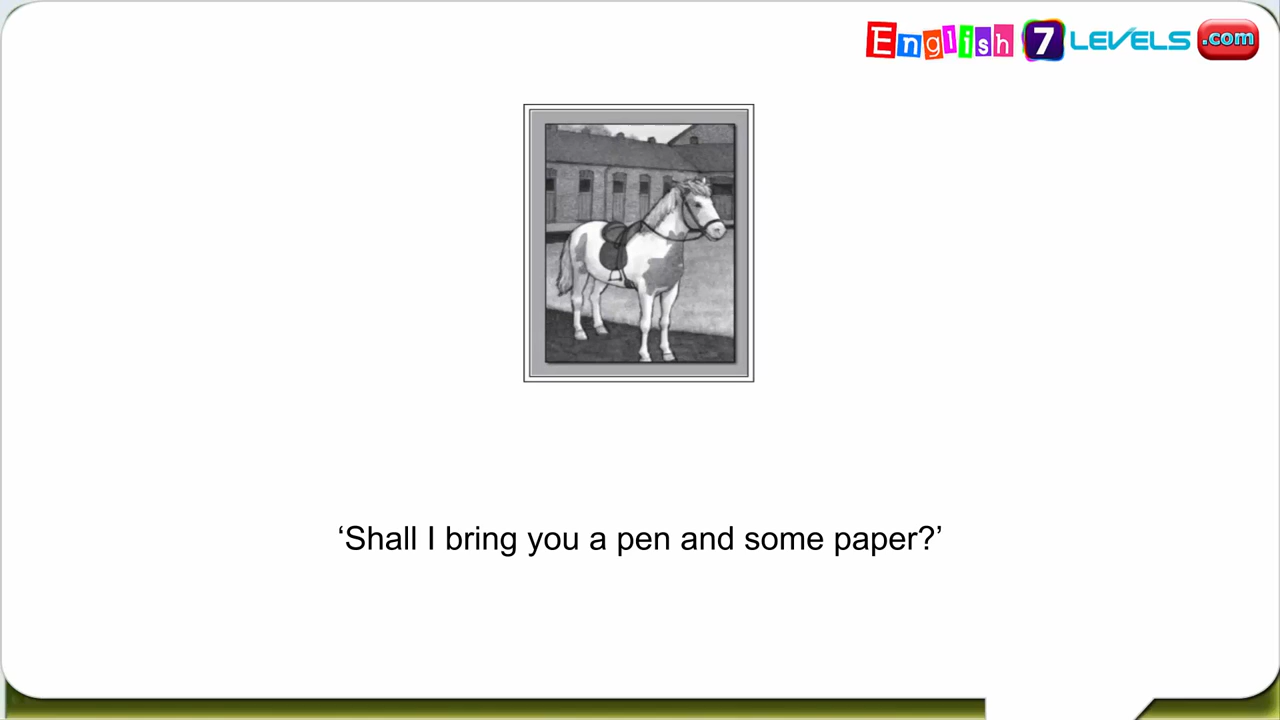 English 7 LEVELS .com
‘Shall I bring you a pen and some paper?’